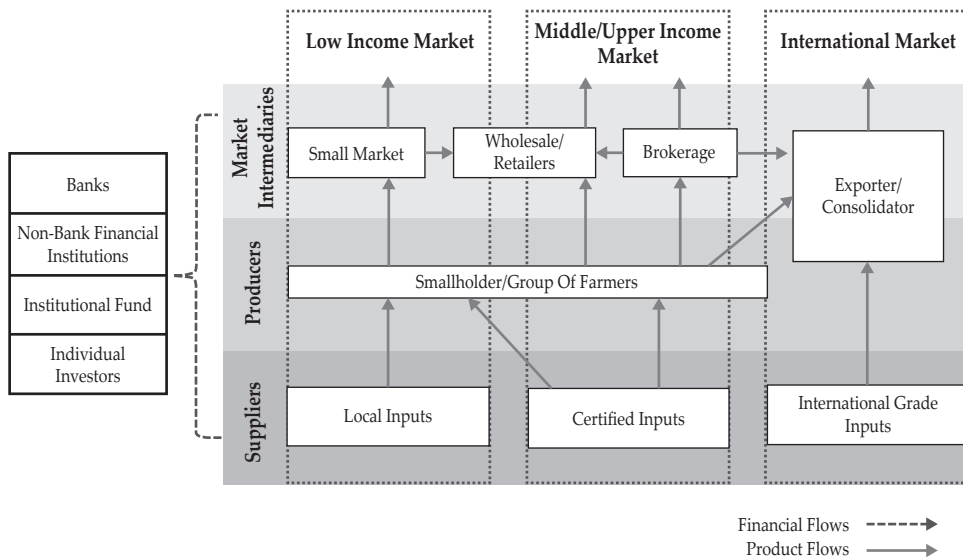 Low Income Market
Middle/Upper Income
Market
International Market
Market
Intermediaries
Small Market
Wholesale/
Retailers
Brokerage
Exporter/
Consolidator
Banks
Non-Bank Financial
Institutions
Institutional Fund
Individual
Investors
Producers
Smallholder/Group Of Farmers
Suppliers
Local Inputs
Certified Inputs
International Grade
Inputs
Financial Flows
Product Flows